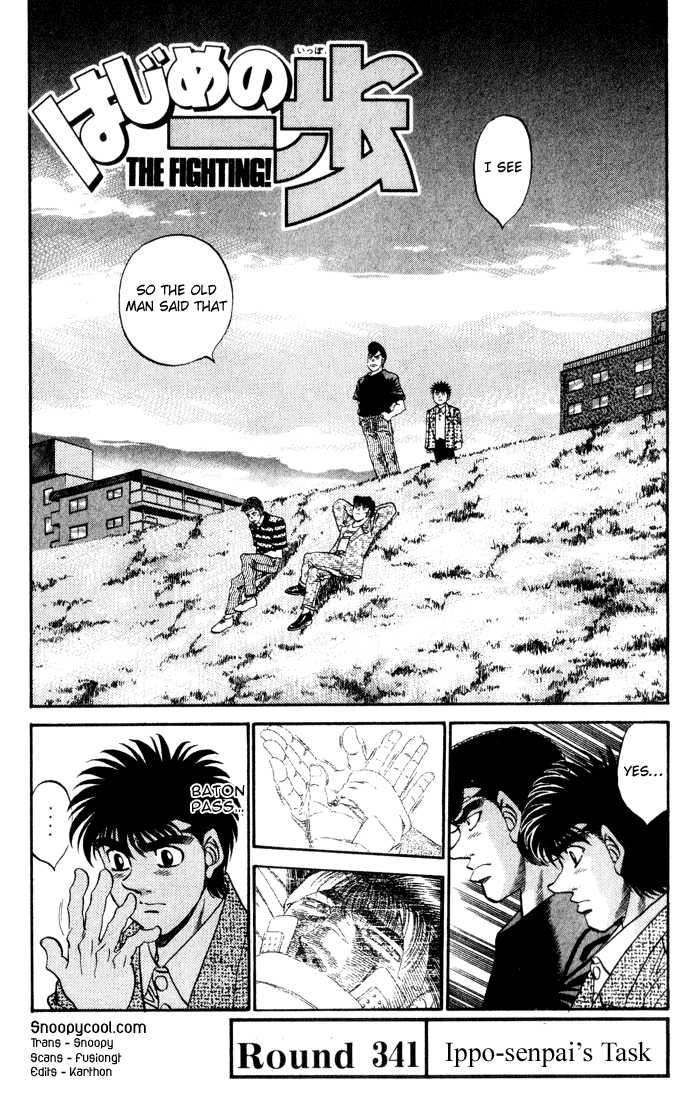 いっぽ
はじめの一歩
THE FIGHTING!
I SEE
SO THE OLD
MAN SAID THAT
YES...
BATON
PASS...
....
Snoopycool.com
Trans - Snoopy
Scans - Fusiongt
Edits - Karthon
Round 341
Ippo-senpai's Task